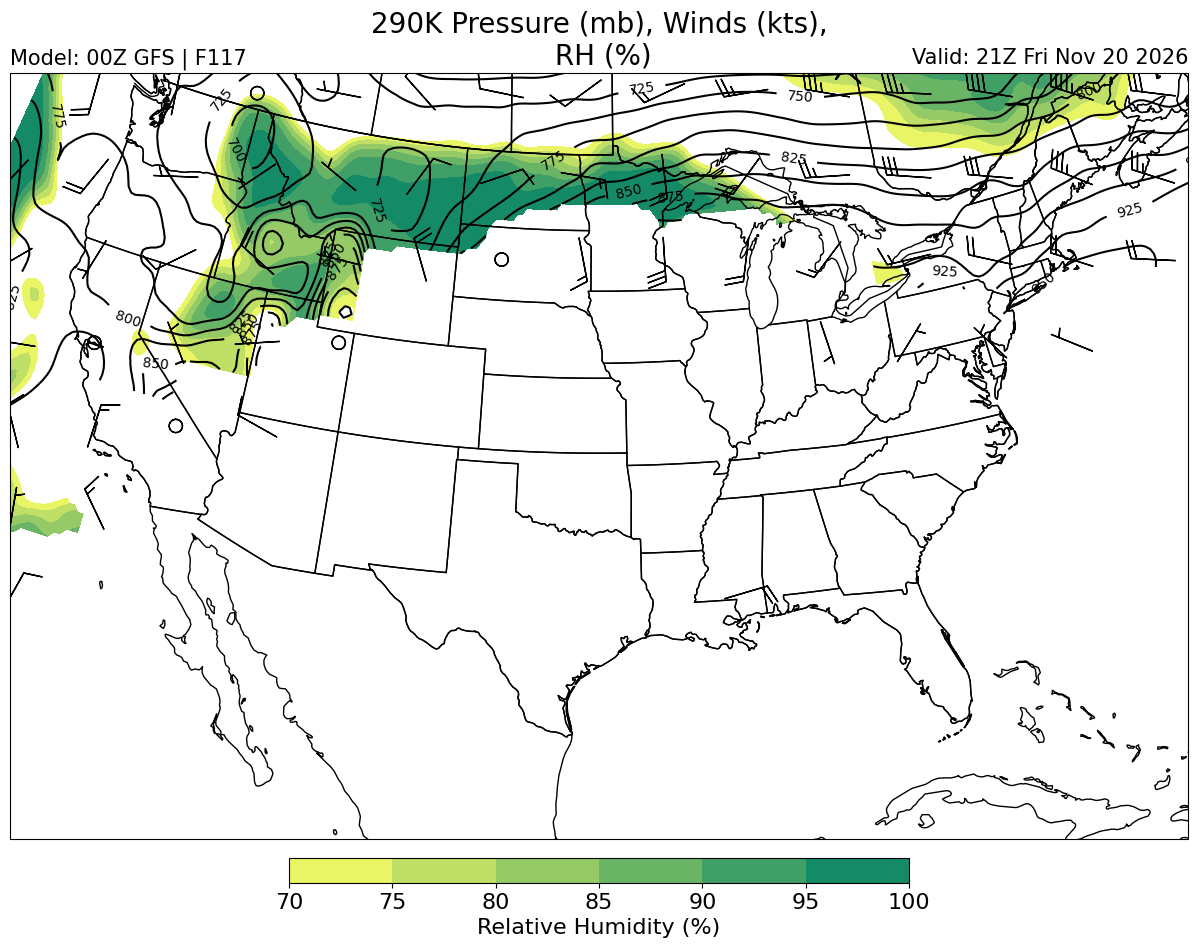 290K Pressure (mb), Winds (kts),
RH (%)
Model: 00Z GFS | F117
Valid: 21Z Fri Nov 20 2026
725
725
750
800
775
700
775
825
850
875
725
925
925
800
850
70 75 80 85 90 95 100
Relative Humidity (%)